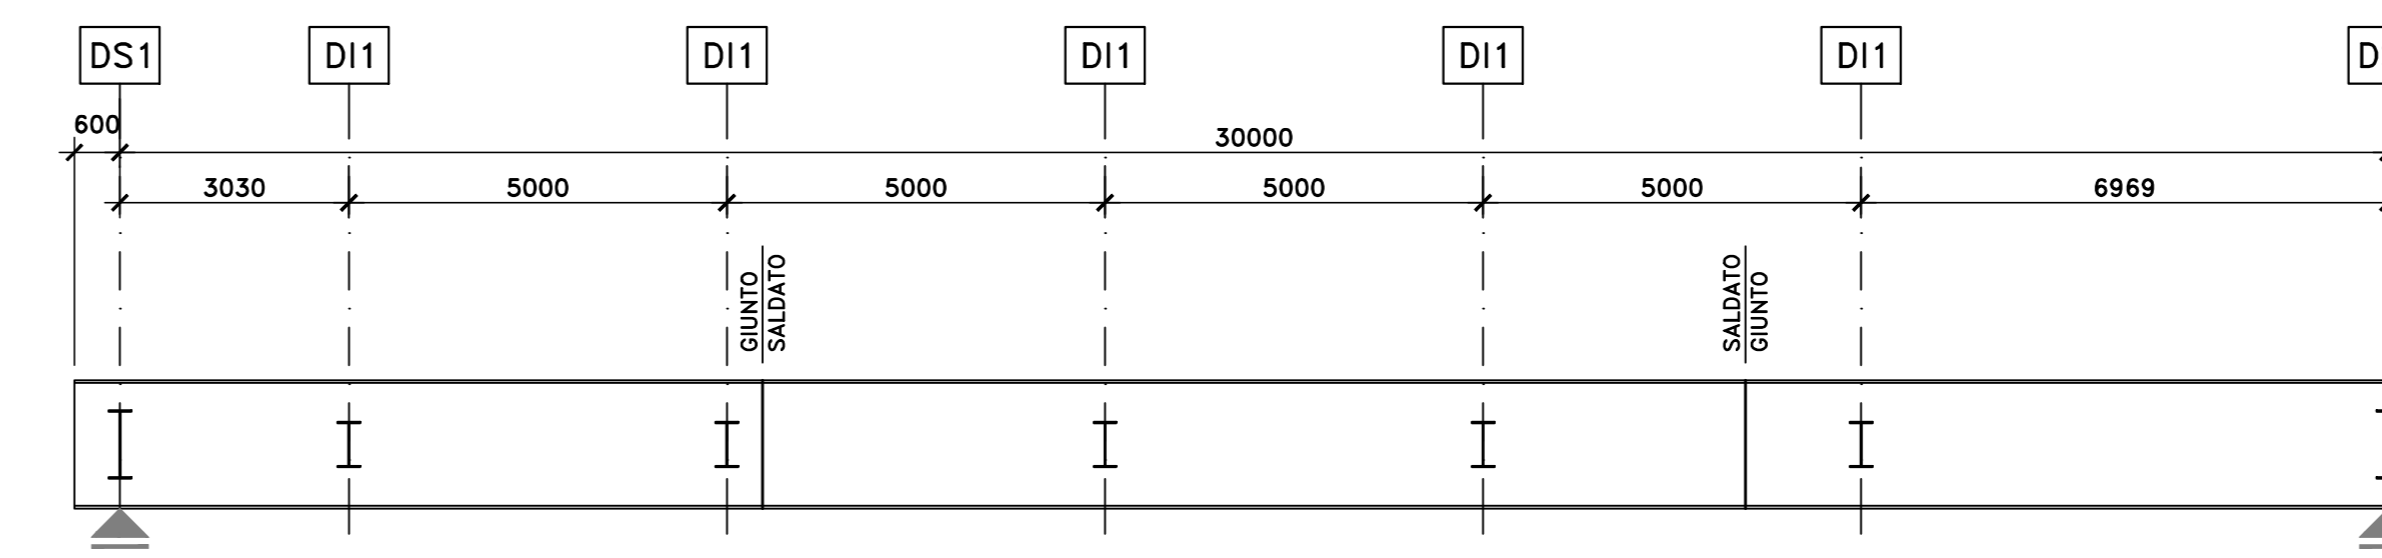 DS1 DI1 DI1 DI1 DI1 DI1 D
600
30000
3030 5000 5000 5000 5000 6969
GIUNTO
SALDATO
SALDATO
GIUNTO